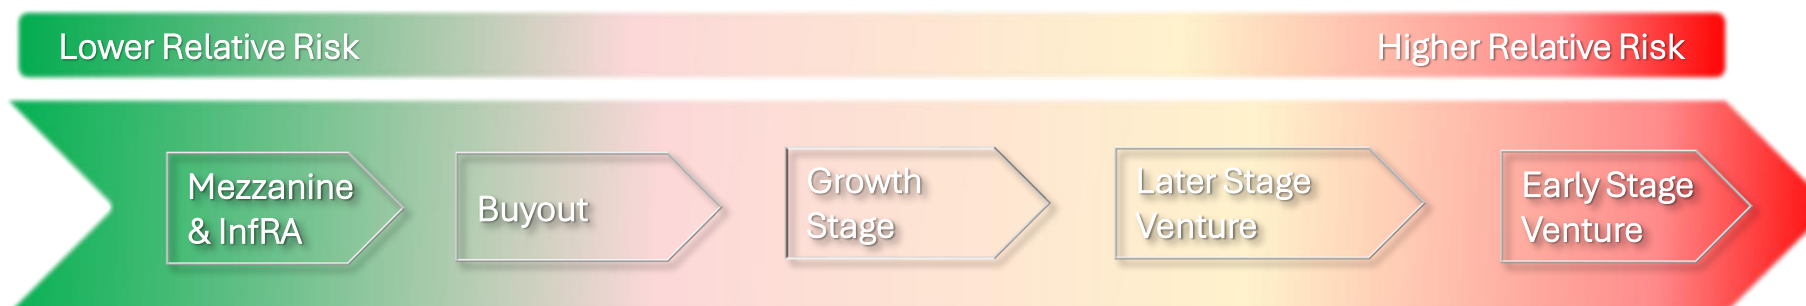 Lower Relative Risk
Higher Relative Risk
Mezzanine
& InfRA
Buyout
Growth
Stage
Later Stage
Venture
Early Stage
Venture